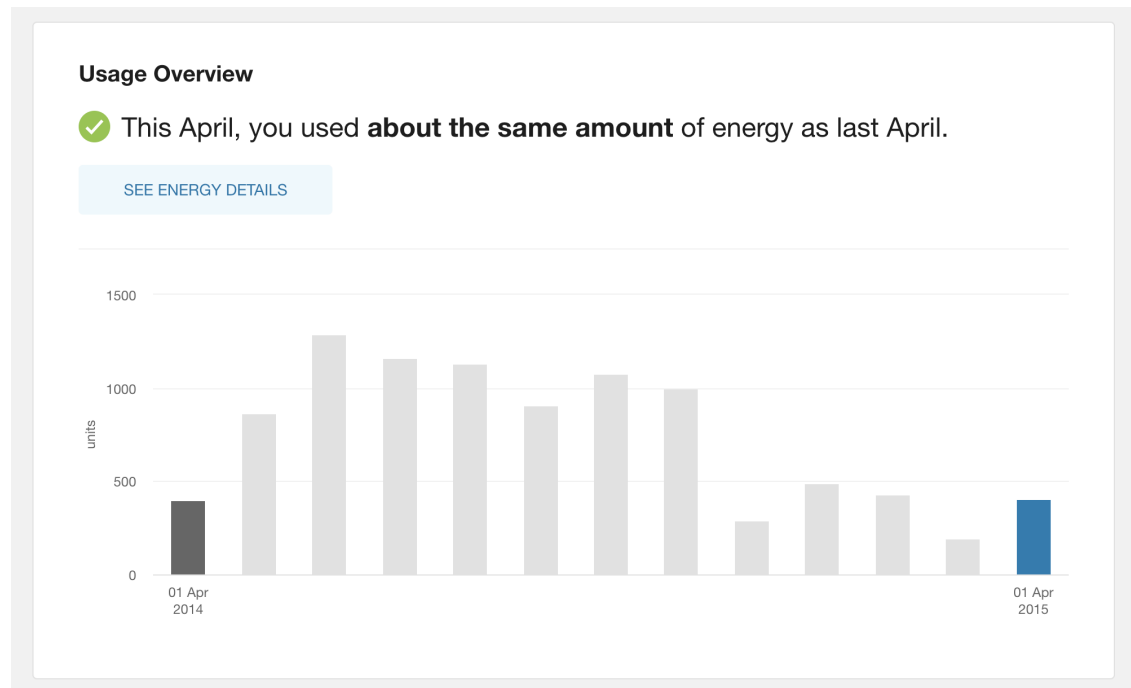 Usage Overview
This April, you used about the same amount of energy as last April.
SEE ENERGY DETAILS
1500
1000
units
500
0
01 Apr
2014
01 Apr
2015